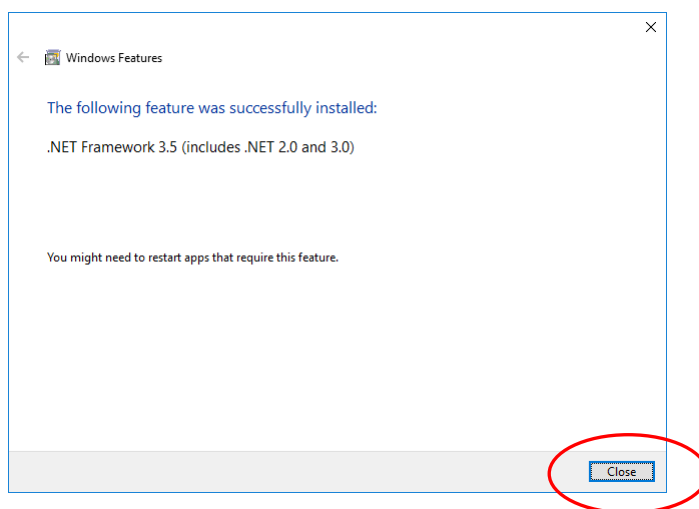 Windows Features
The following feature was successfully installed:
.NET Framework 3.5 (includes .NET 2.0 and 3.0)
You might need to restart apps that require this feature.
Close